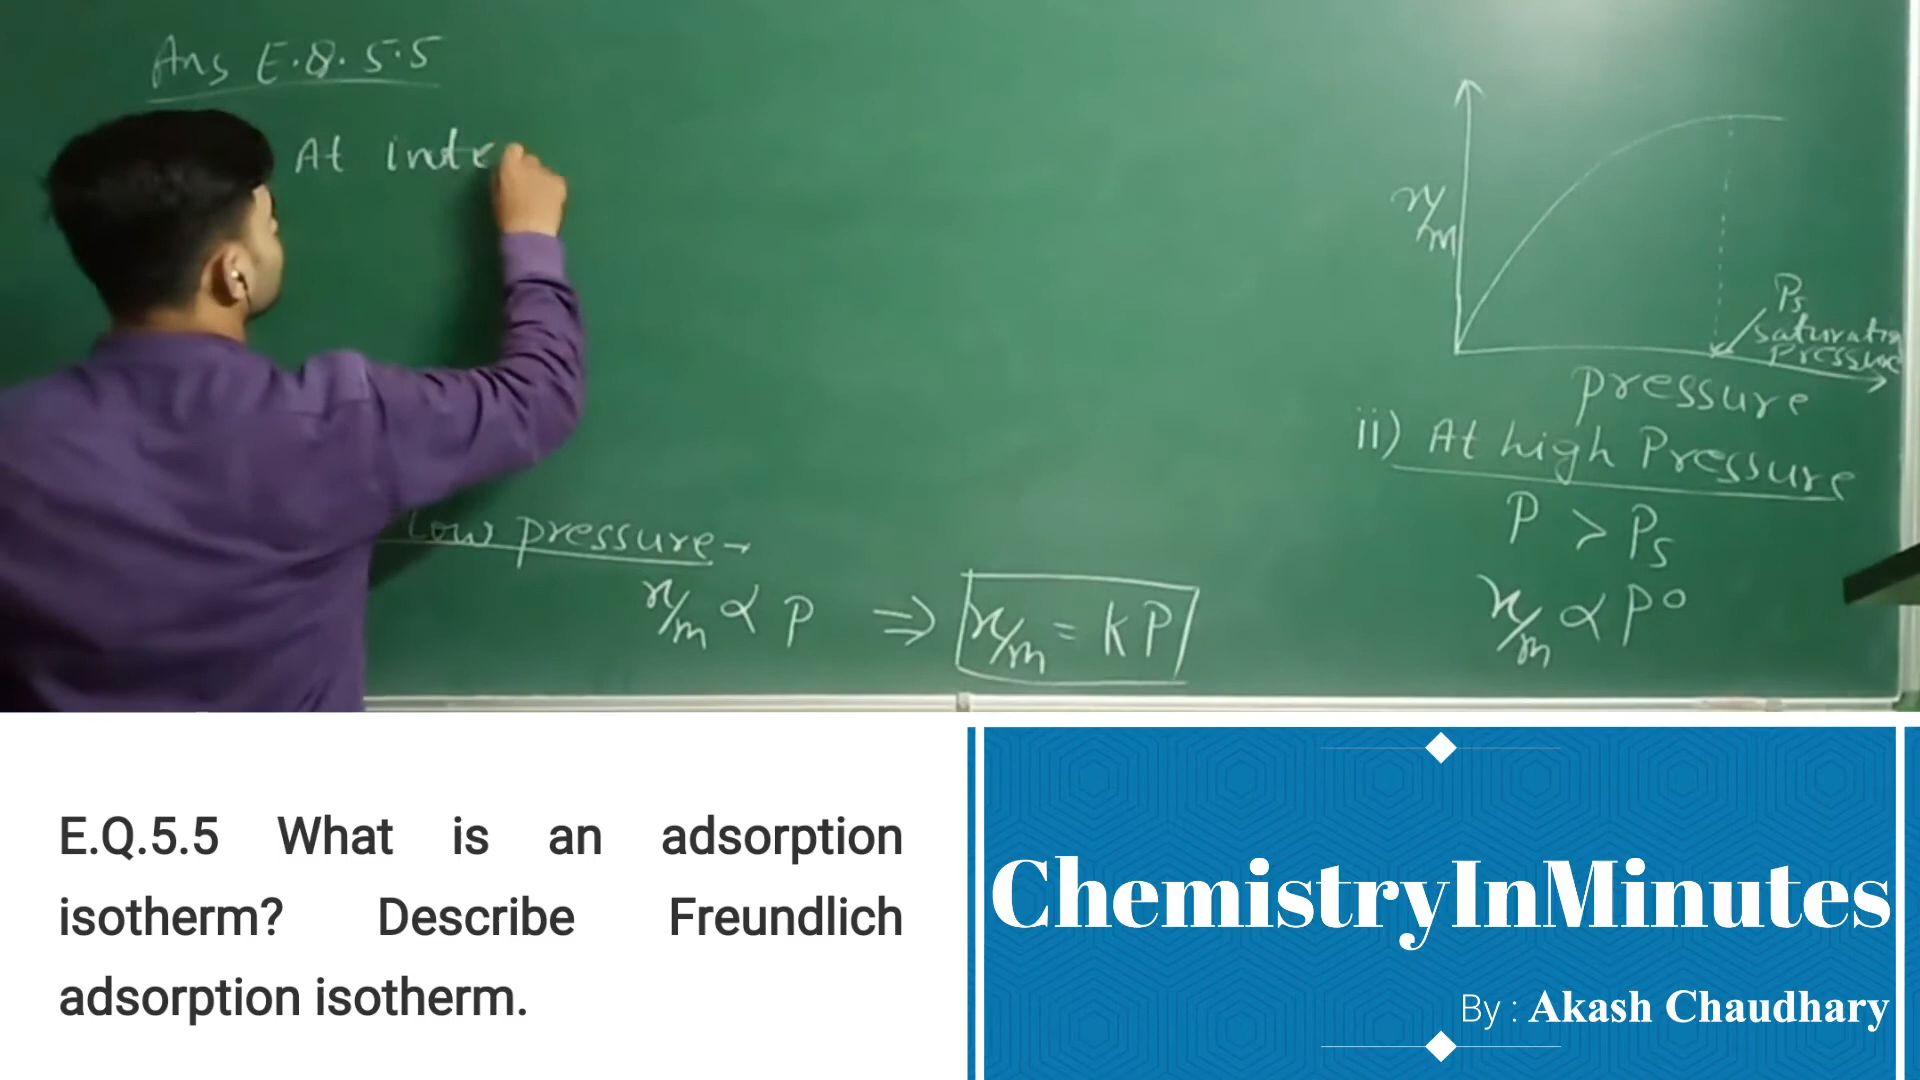 Ans E.Q. 5.5
At inte
x/m
Ps
saturation
Pressure
pressure
ii) At high Pressure
P > Ps
x/m ∝ P⁰
low pressure -
x/m ∝ P ⇒ x/m = kP
E.Q.5.5 What is an adsorption
isotherm? Describe Freundlich
adsorption isotherm.
ChemistryInMinutes
By : Akash Chaudhary